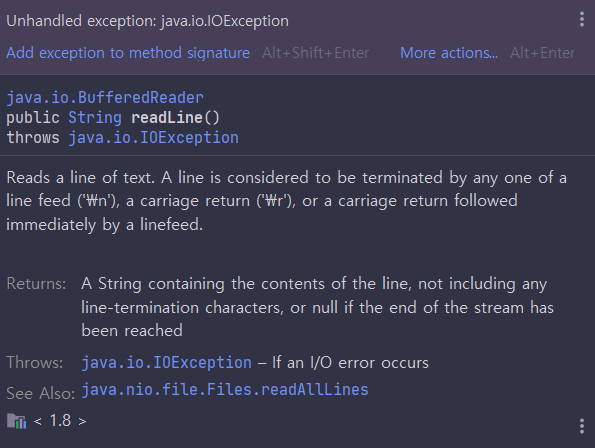 Unhandled exception: java.io.IOException
Add exception to method signature Alt+Shift+Enter More actions... Alt+Enter
java.io.BufferedReader
public String readLine()
throws java.io.IOException
Reads a line of text. A line is considered to be terminated by any one of a
line feed ('₩n'), a carriage return ('₩r'), or a carriage return followed
immediately by a linefeed.
Returns: A String containing the contents of the line, not including any
line-termination characters, or null if the end of the stream has
been reached
Throws: java.io.IOException – If an I/O error occurs
See Also: java.nio.file.Files.readAllLines
< 1.8 >